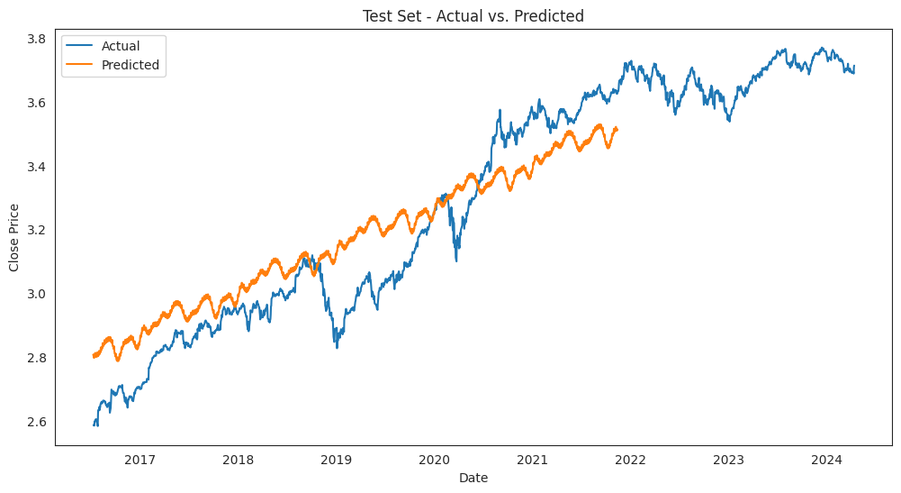 Test Set - Actual vs. Predicted
Actual
Predicted
Close Price
3.8
3.6
3.4
3.2
3.0
2.8
2.6
2017 2018 2019 2020 2021 2022 2023 2024
Date